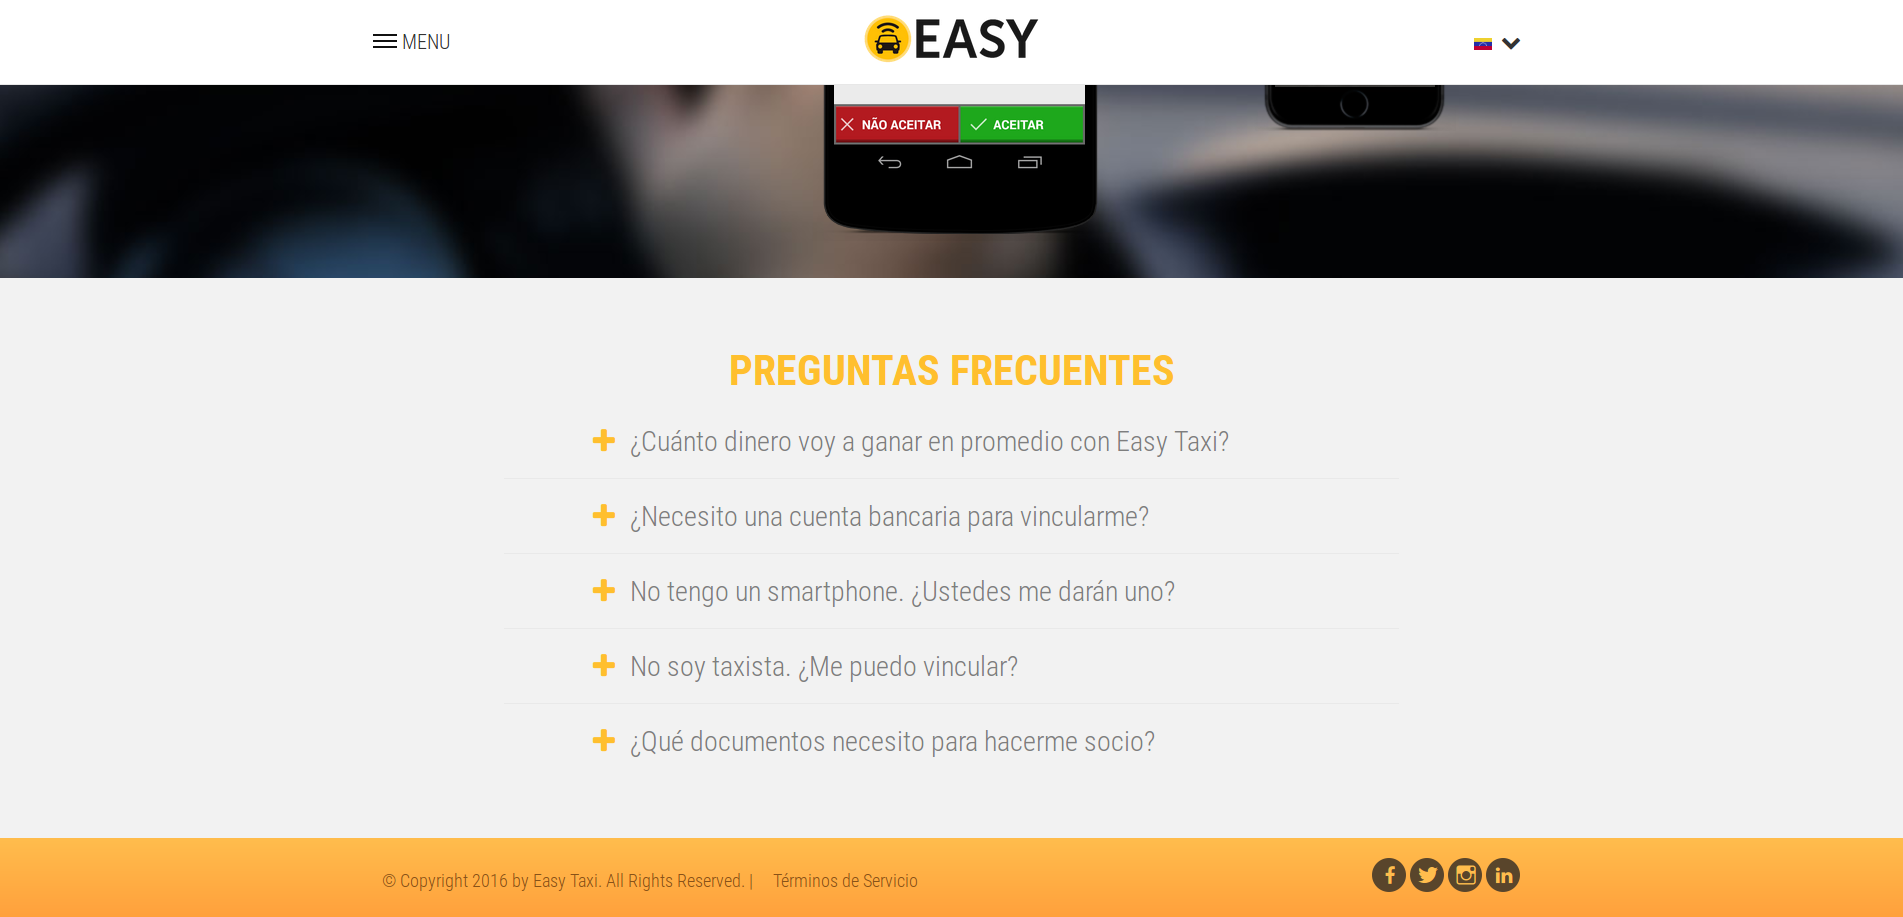 MENU
EASY
NÃO ACEITAR
ACEITAR
PREGUNTAS FRECUENTES
¿Cuánto dinero voy a ganar en promedio con Easy Taxi?
¿Necesito una cuenta bancaria para vincularme?
No tengo un smartphone. ¿Ustedes me darán uno?
No soy taxista. ¿Me puedo vincular?
¿Qué documentos necesito para hacerme socio?
© Copyright 2016 by Easy Taxi. All Rights Reserved. | Términos de Servicio